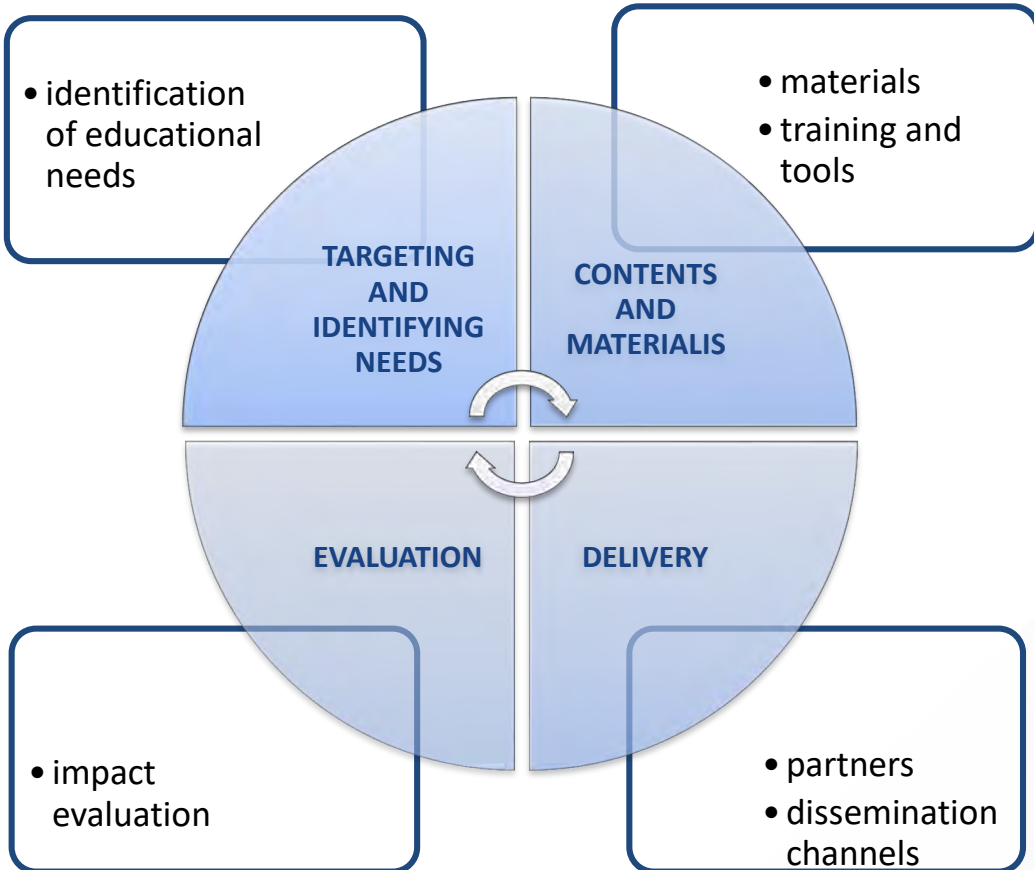 • identification
of educational
needs
• materials
• training and
tools
TARGETING
AND
IDENTIFYING
NEEDS
CONTENTS
AND
MATERIALIS
EVALUATION
DELIVERY
• impact
evaluation
• partners
• dissemination
channels